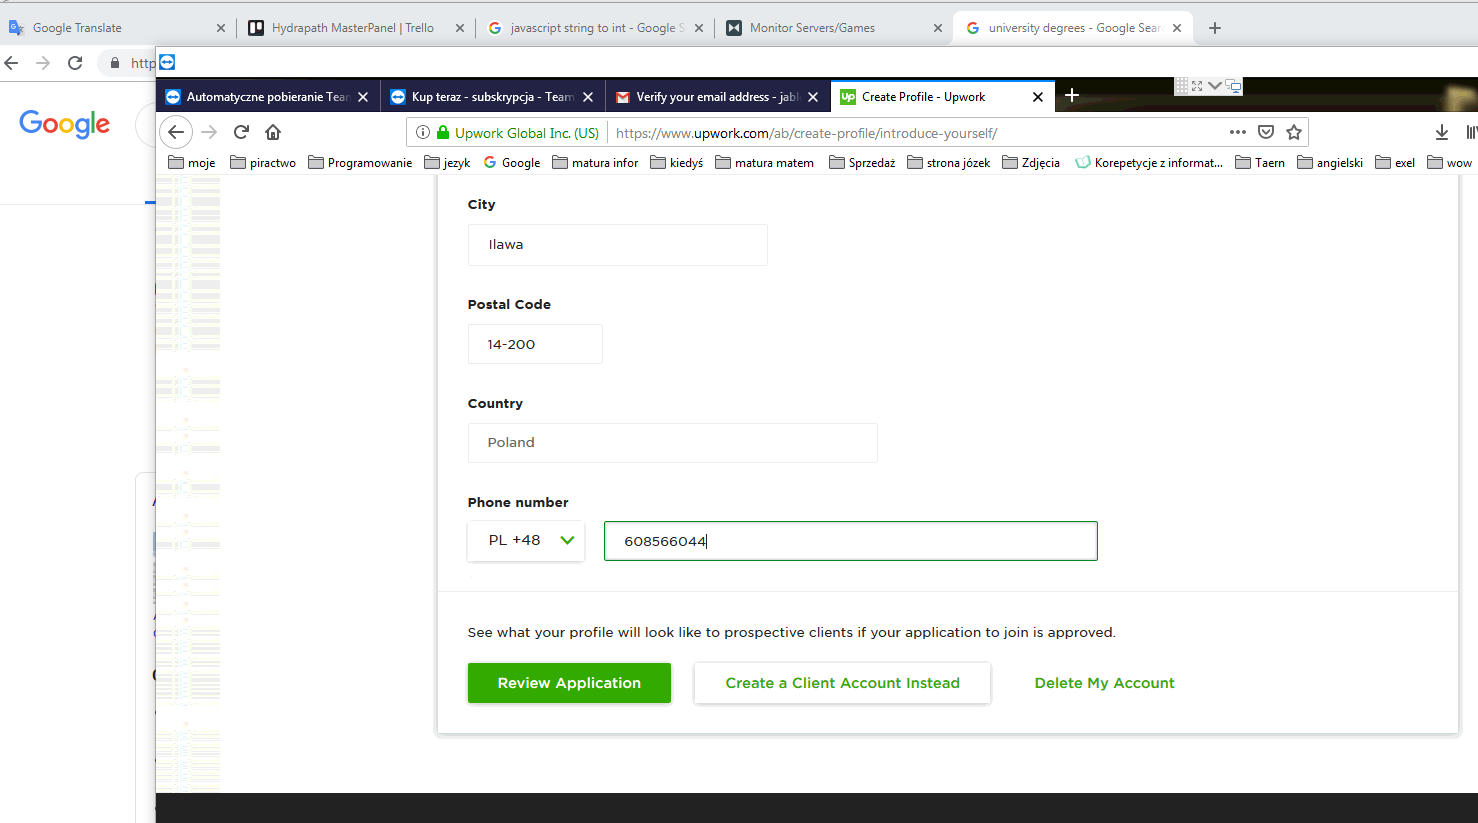 Google Translate
Hydrapath MasterPanel | Trello
javascript string to int - Google S
Monitor Servers/Games
university degrees - Google Sear
http
Google
Automatyczne pobieranie Team
Kup teraz - subskrypcja - Team
Verify your email address - jabl
up Create Profile - Upwork
Upwork Global Inc. (US)
https://www.upwork.com/ab/create-profile/introduce-yourself/
moje
piractwo
Programowanie
jezyk
Google
matura infor
kiedyś
matura matem
Sprzedaż
strona józek
Zdjęcia
Korepetycje z informat...
Taern
angielski
exel
wow
City
Ilawa
Postal Code
14-200
Country
Poland
Phone number
PL +48
608566044
See what your profile will look like to prospective clients if your application to join is approved.
Review Application
Create a Client Account Instead
Delete My Account